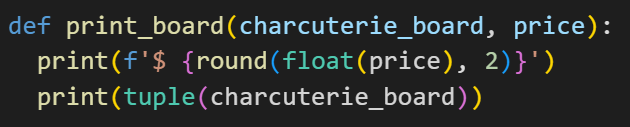 def print_board(charcuterie_board, price):
  print(f'$ {round(float(price), 2)}')
  print(tuple(charcuterie_board))